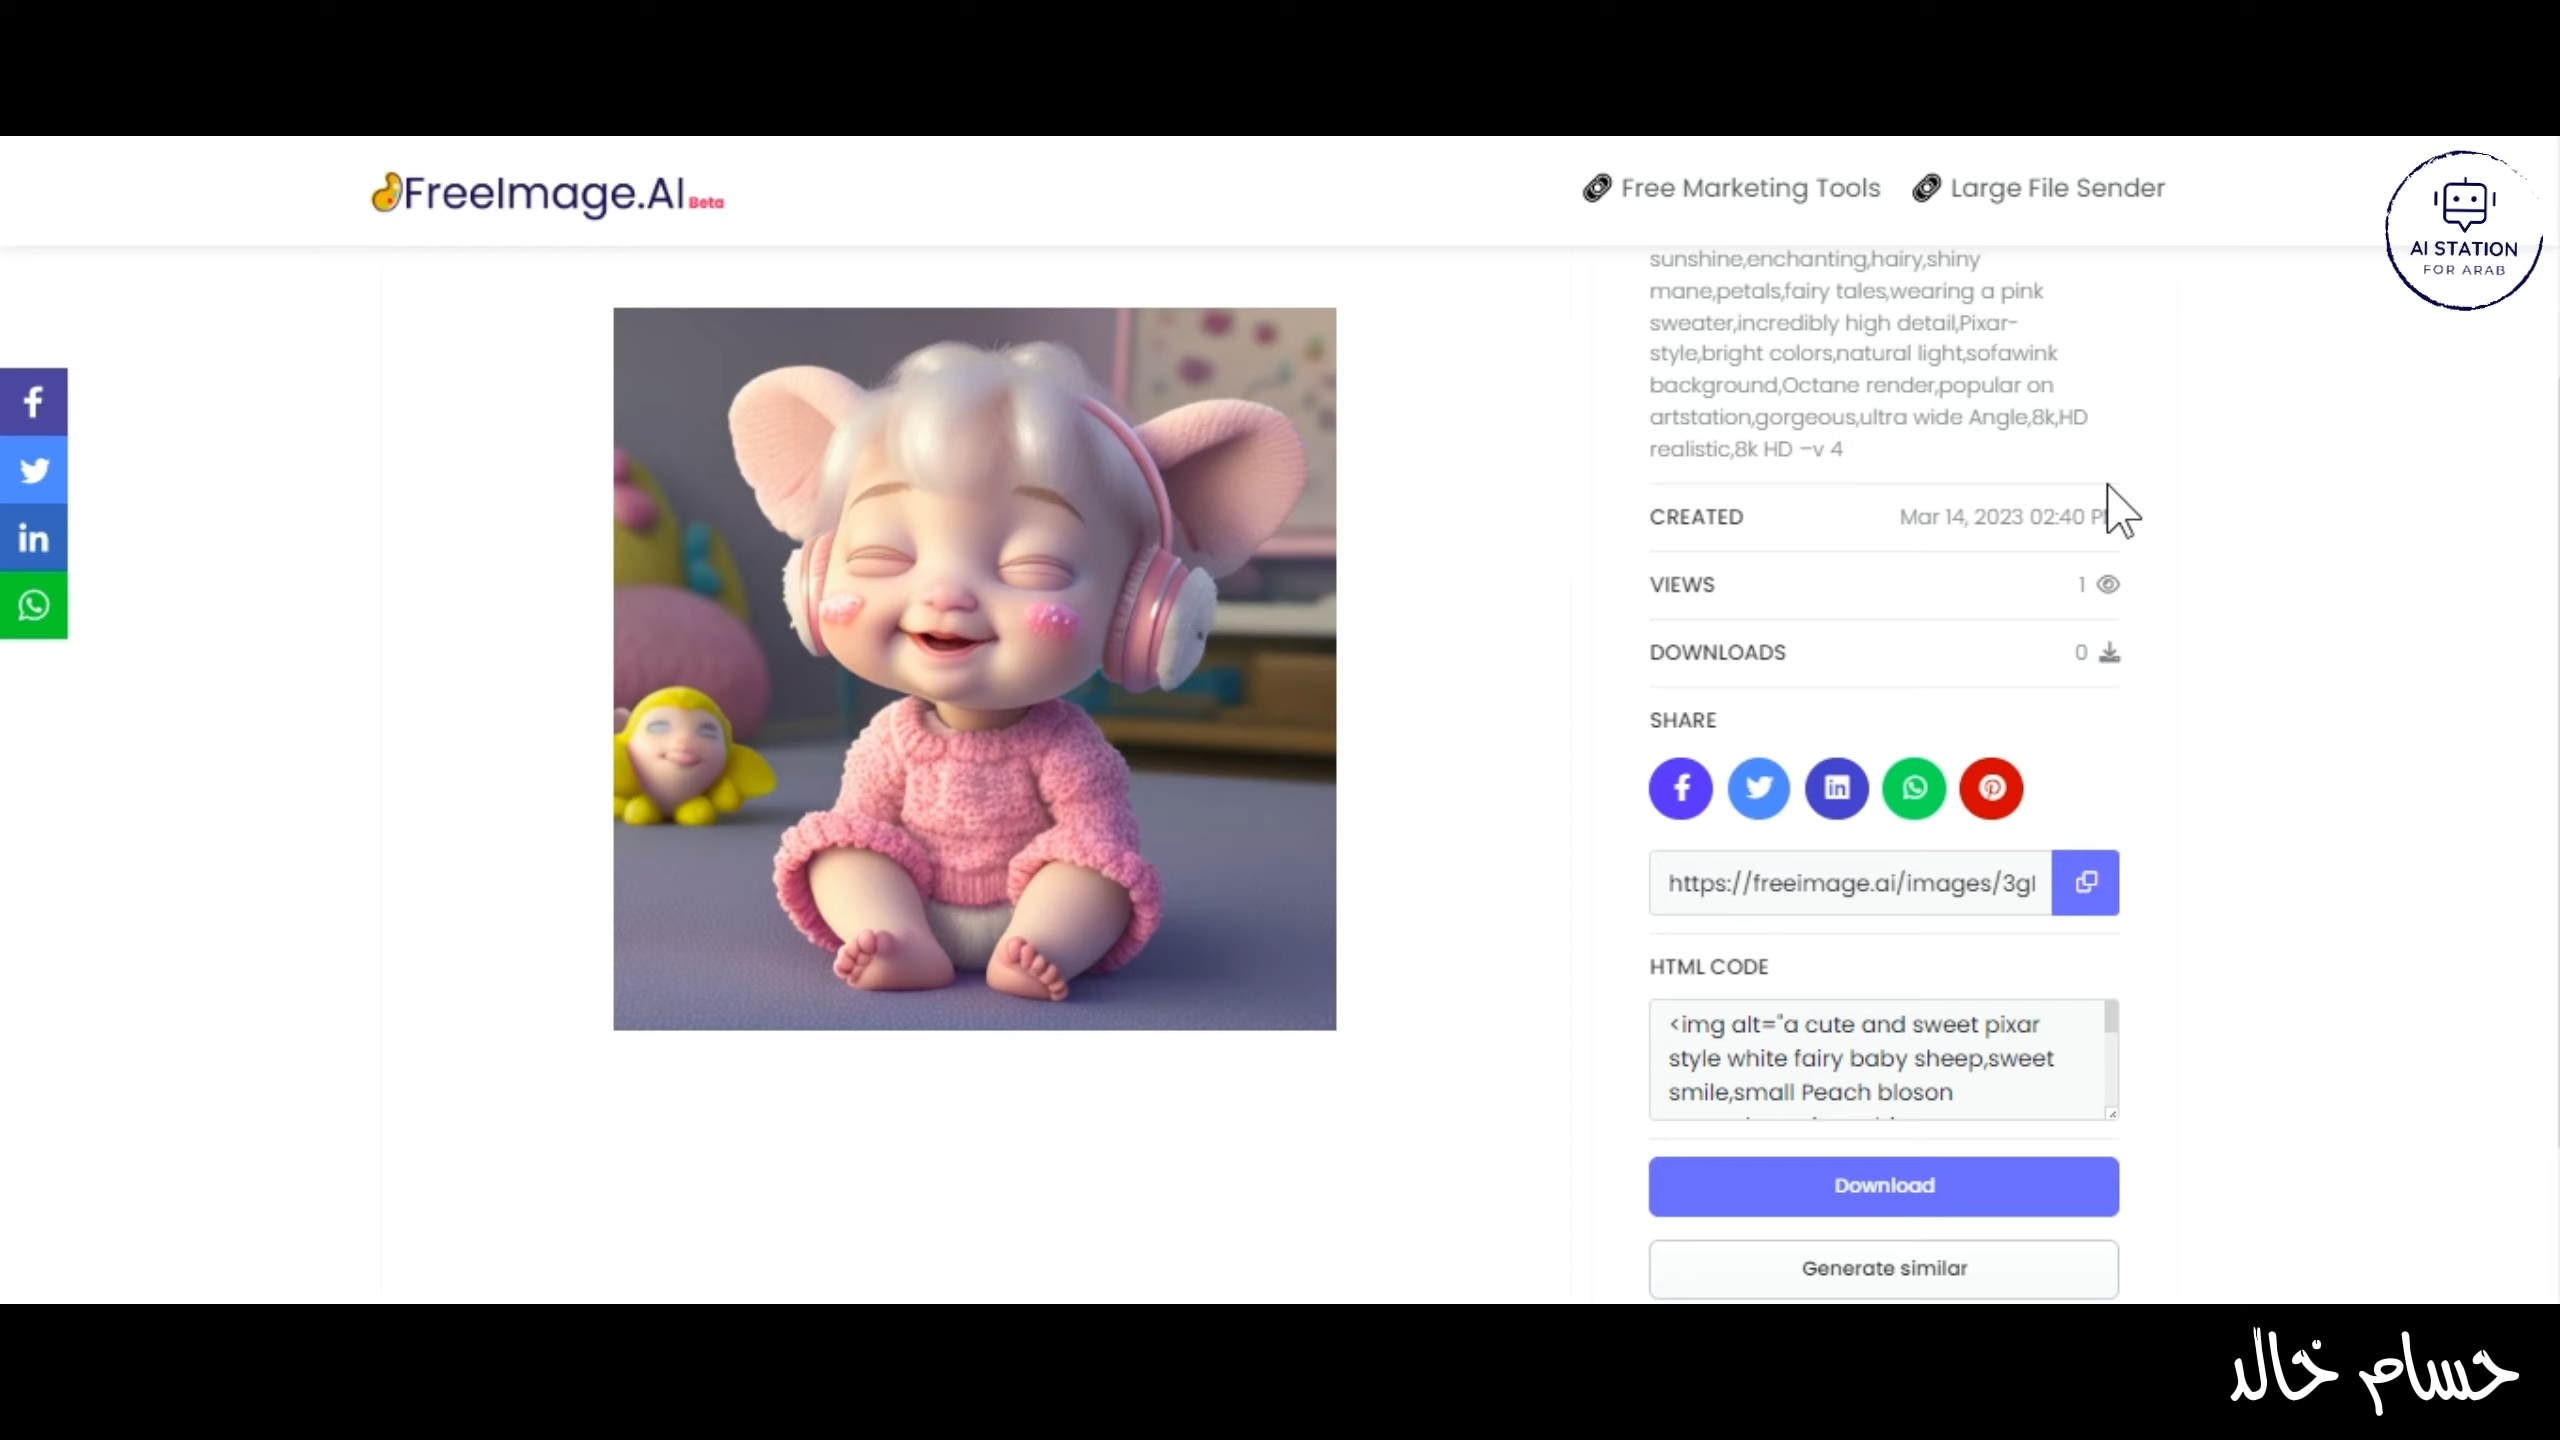 FreeImage.AI Beta
Free Marketing Tools
Large File Sender
AI STATION
FOR ARAB
sunshine,enchanting,hairy,shiny
mane,petals,fairy tales,wearing a pink
sweater,incredibly high detail,Pixar-
style,bright colors,natural light,sofawink
background,Octane render,popular on
artstation,gorgeous,ultra wide Angle,8k,HD
realistic,8k HD –v 4
CREATED
Mar 14, 2023 02:40
VIEWS
1
DOWNLOADS
0
SHARE
https://freeimage.ai/images/3g
HTML CODE
<img alt="a cute and sweet pixar
style white fairy baby sheep,sweet
smile,small Peach bloson
Download
Generate similar
حسام خالد